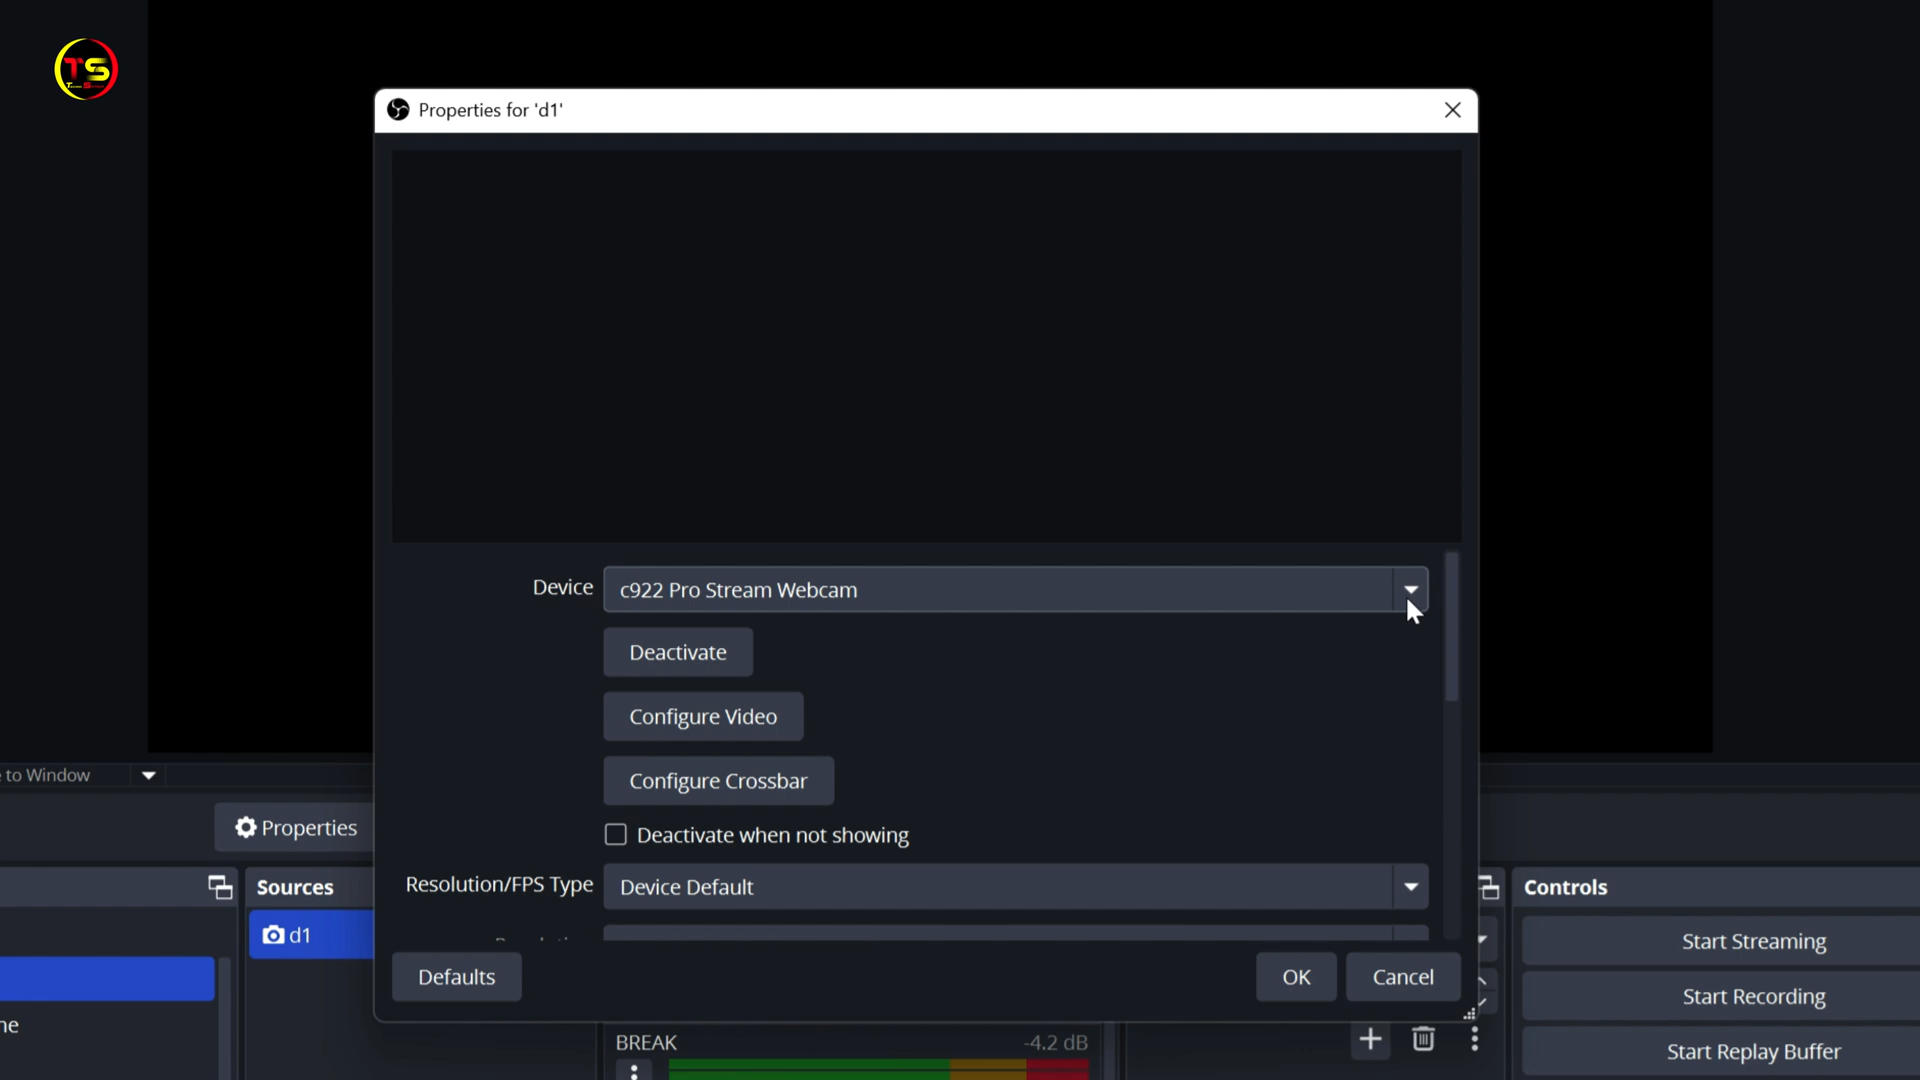 TS
Properties for 'd1'
Device
c922 Pro Stream Webcam
Deactivate
Configure Video
Configure Crossbar
Deactivate when not showing
Resolution/FPS Type
Device Default
Defaults
OK
Cancel
to Window
Properties
Sources
d1
BREAK
-4.2 dB
Controls
Start Streaming
Start Recording
Start Replay Buffer